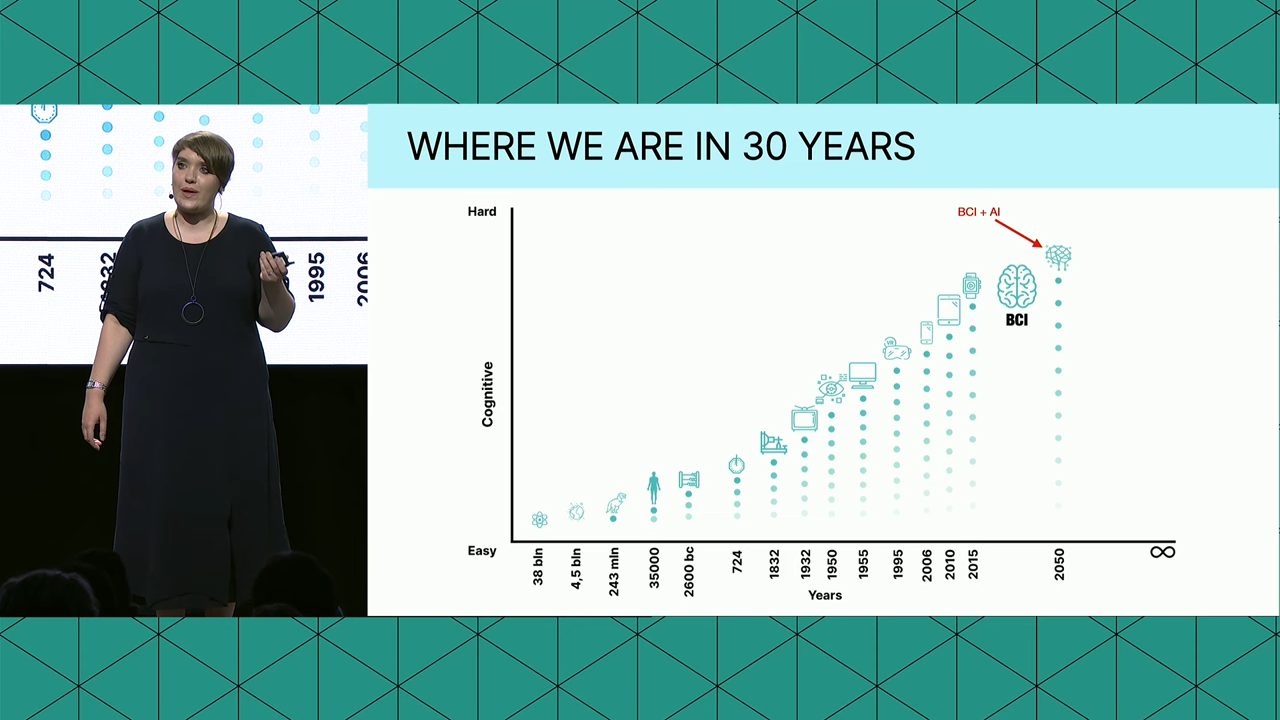 WHERE WE ARE IN 30 YEARS
Hard
BCI + AI
VR
BCI
Cognitive
Easy
38 bln
4,5 bln
243 mln
35000
2600 bc
724
1832
1932
1950
1955
1995
2006
2010
2015
2050
∞
Years
724
1995
2006